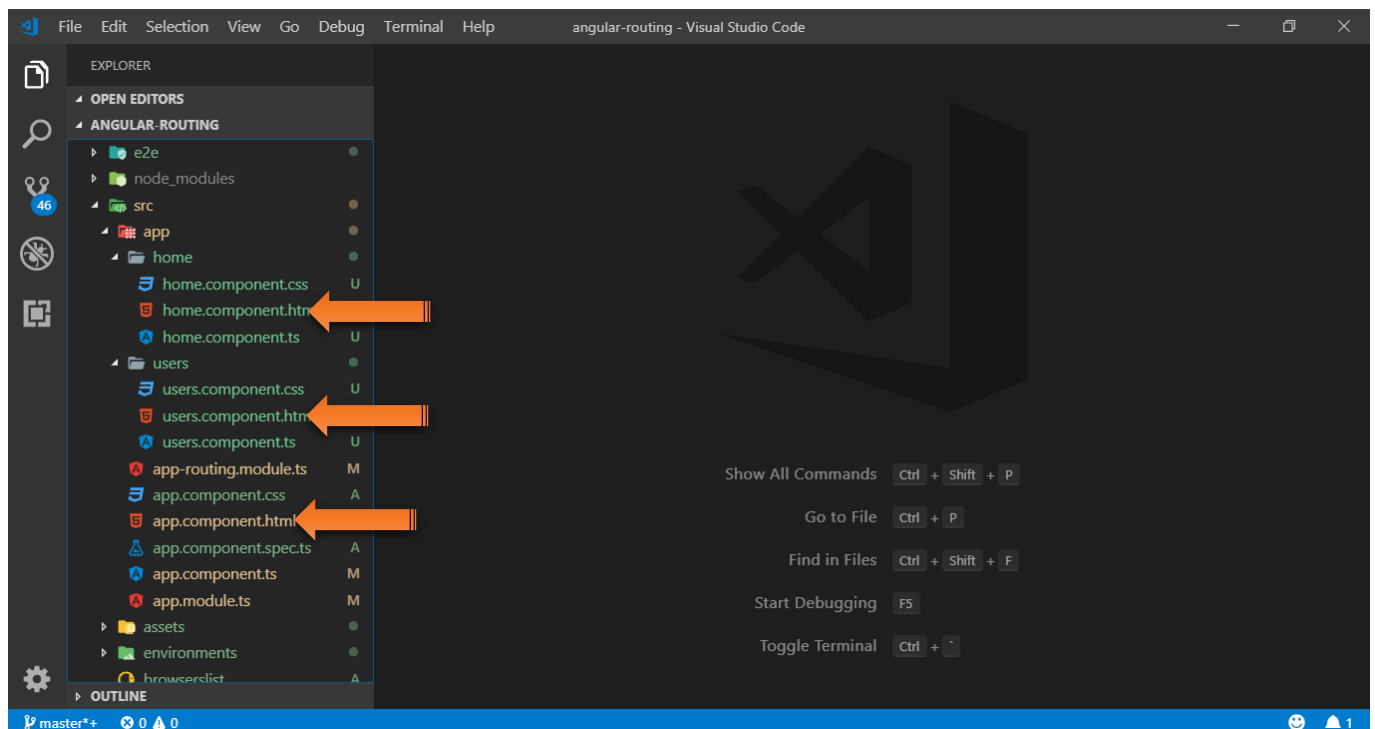 File Edit Selection View Go Debug Terminal Help angular-routing - Visual Studio Code
EXPLORER
OPEN EDITORS
ANGULAR-ROUTING
e2e
node_modules
src
app
home
home.component.css U
home.component.htm
home.component.ts U
users
users.component.css U
users.component.htm
users.component.ts U
app-routing.module.ts M
app.component.css A
app.component.html
app.component.spec.ts A
app.component.ts M
app.module.ts M
assets
environments
browserslist A
OUTLINE
46
Show All Commands Ctrl + Shift + P
Go to File Ctrl + P
Find in Files Ctrl + Shift + F
Start Debugging F5
Toggle Terminal Ctrl + `
master*+ 0 0 1